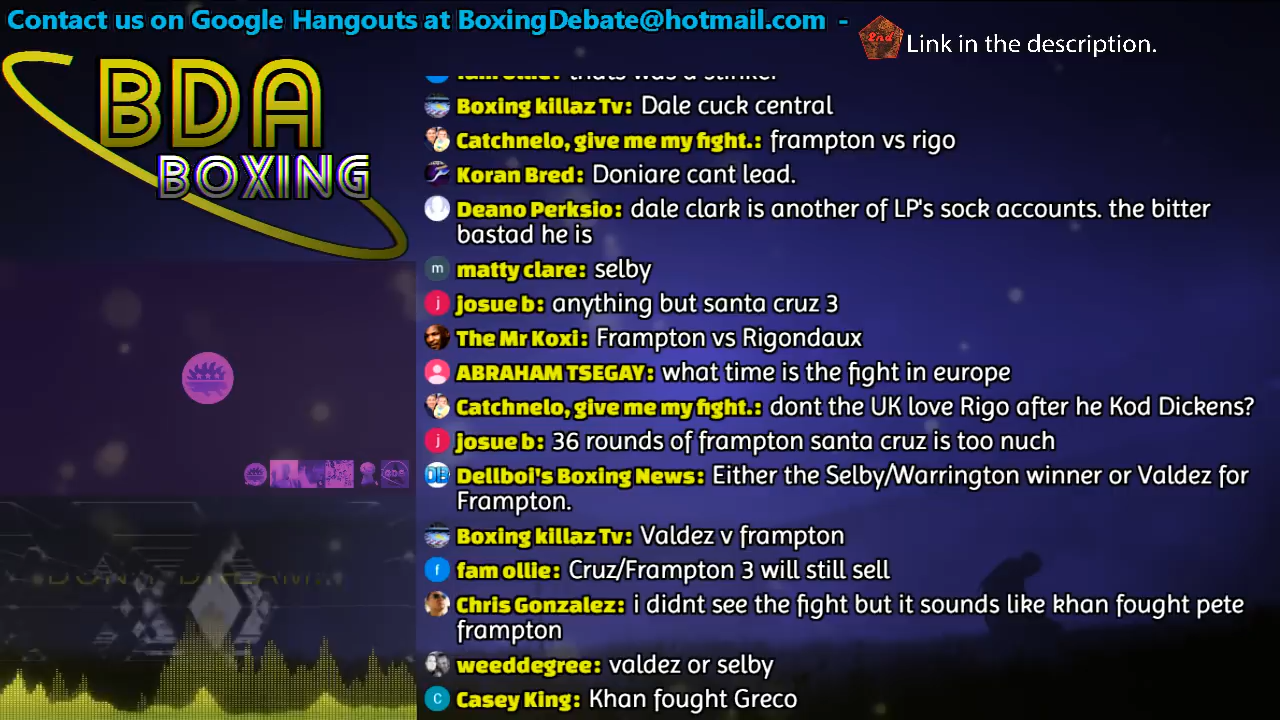 Contact us on Google Hangouts at BoxingDebate@hotmail.com -
2nd
Link in the description.
BDA
BOXING
fam ollie: thats was a stinker
Boxing killaz Tv: Dale cuck central
Catchnelo, give me my fight.: frampton vs rigo
Koran Bred: Doniare cant lead.
Deano Perksio: dale clark is another of LP's sock accounts. the bitter
bastad he is
m matty clare: selby
j josue b: anything but santa cruz 3
The Mr Koxi: Frampton vs Rigondaux
ABRAHAM TSEGAY: what time is the fight in europe
Catchnelo, give me my fight.: dont the UK love Rigo after he Kod Dickens?
j josue b: 36 rounds of frampton santa cruz is too nuch
Dellboi's Boxing News: Either the Selby/Warrington winner or Valdez for
Frampton.
Boxing killaz Tv: Valdez v frampton
f fam ollie: Cruz/Frampton 3 will still sell
Chris Gonzalez: i didnt see the fight but it sounds like khan fought pete
frampton
weeddegree: valdez or selby
C Casey King: Khan fought Greco